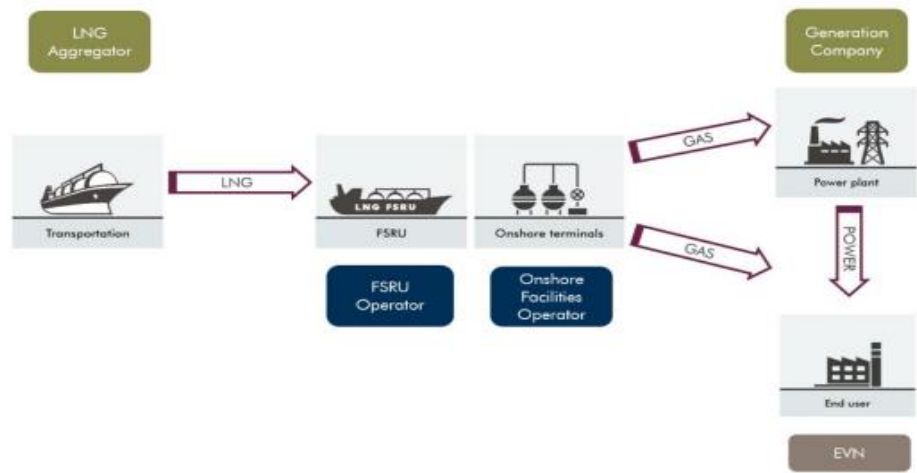 LNG
Aggregator
Generation
Company
Transportation
LNG
LNG FSRU
FSRU
Onshore terminals
GAS
GAS
Power plant
POWER
FSRU
Operator
Onshore
Facilities
Operator
End user
EVN